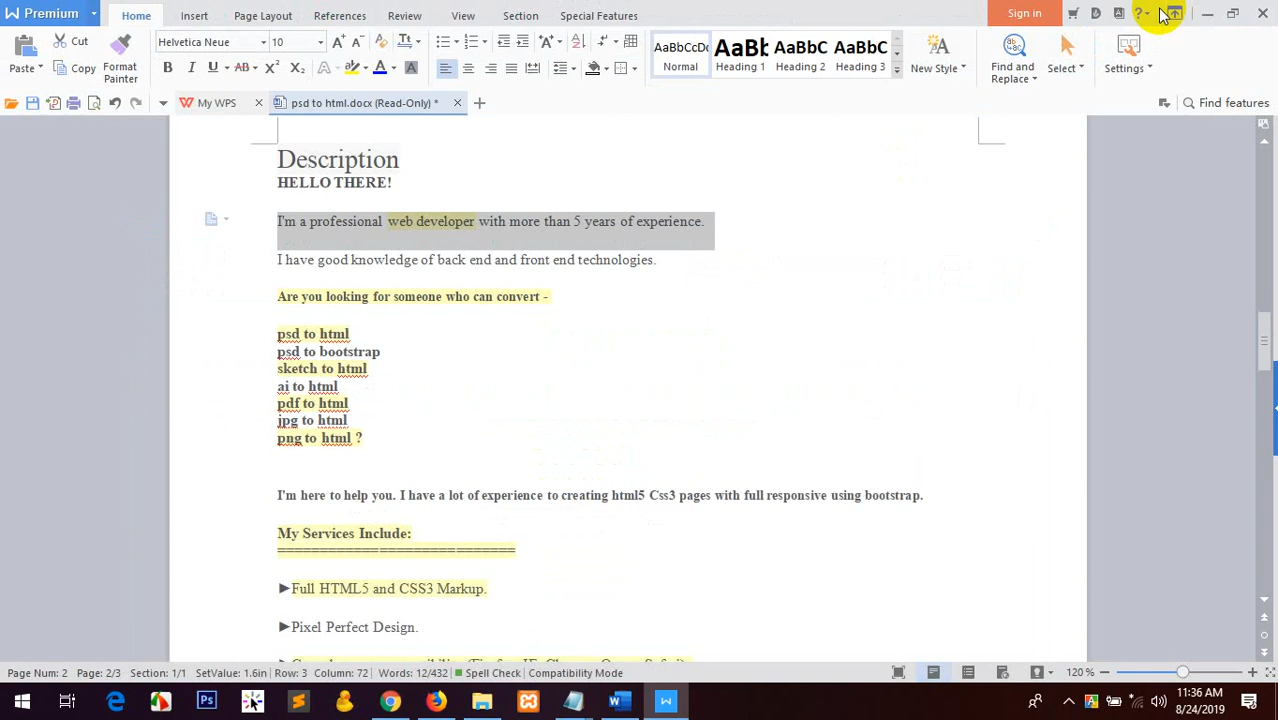 Premium
Home Insert Page Layout References Review View Section Special Features Sign in
Paste Cut Copy Format Painter Helvetica Neue 10 AaBbCcDc Normal AaBb Heading 1 AaBbC Heading 2 AaBbC Heading 3 New Style Find and Replace Select Settings
My WPS psd to html.docx (Read-Only) * Find features
Description
HELLO THERE!
I'm a professional web developer with more than 5 years of experience.
I have good knowledge of back end and front end technologies.
Are you looking for someone who can convert -
psd to html
psd to bootstrap
sketch to html
ai to html
pdf to html
jpg to html
png to html ?
I'm here to help you. I have a lot of experience to creating html5 Css3 pages with full responsive using bootstrap.
My Services Include:
============================
►Full HTML5 and CSS3 Markup.
►Pixel Perfect Design.
Page Num: 2 Page: 2/3 Section: 1/1 SetValue: 1.6in Row: 3 Column: 72 Words: 12/432 Spell Check Compatibility Mode 120 %
11:36 AM
8/24/2019